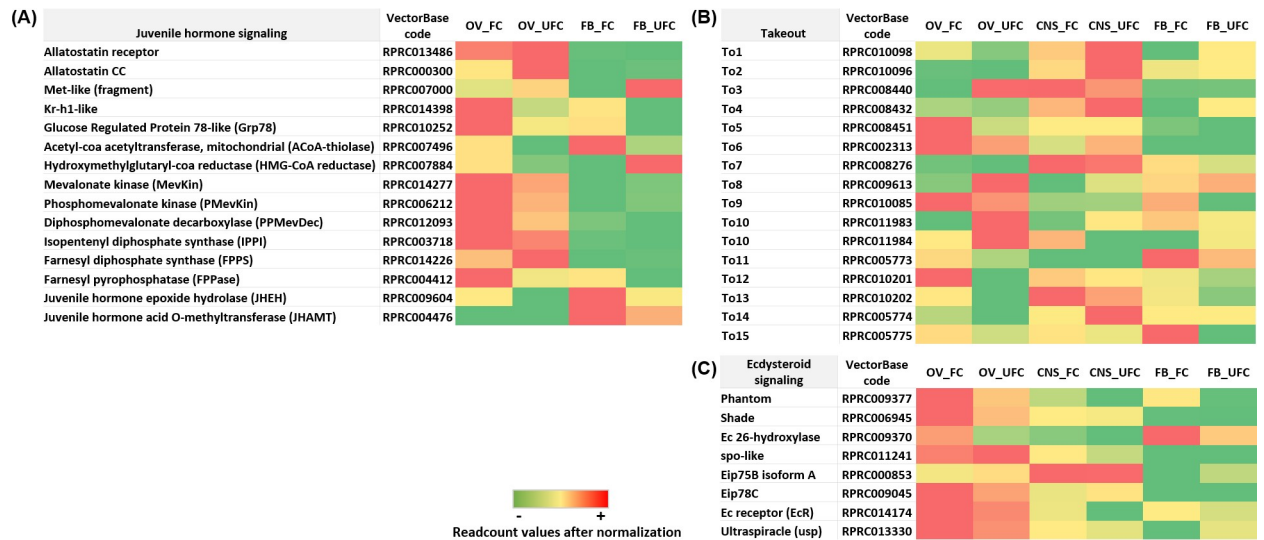 (A)
Juvenile hormone signaling VectorBase code OV_FC OV_UFC FB_FC FB_UFC
Allatostatin receptor RPRC013486
Allatostatin CC RPRC000300
Met-like (fragment) RPRC007000
Kr-h1-like RPRC014398
Glucose Regulated Protein 78-like (Grp78) RPRC010252
Acetyl-coa acetyltransferase, mitochondrial (ACoA-thiolase) RPRC007496
Hydroxymethylglutaryl-coa reductase (HMG-CoA reductase) RPRC007884
Mevalonate kinase (MevKin) RPRC014277
Phosphomevalonate kinase (PMevKin) RPRC006212
Diphosphomevalonate decarboxylase (PPMevDec) RPRC012093
Isopentenyl diphosphate synthase (IPPI) RPRC003718
Farnesyl diphosphate synthase (FPPS) RPRC014226
Farnesyl pyrophosphatase (FPPase) RPRC004412
Juvenile hormone epoxide hydrolase (JHEH) RPRC009604
Juvenile hormone acid O-methyltransferase (JHAMT) RPRC004476
(B)
Takeout VectorBase code OV_FC OV_UFC CNS_FC CNS_UFC FB_FC FB_UFC
To1 RPRC010098
To2 RPRC010096
To3 RPRC008440
To4 RPRC008432
To5 RPRC008451
To6 RPRC002313
To7 RPRC008276
To8 RPRC009613
To9 RPRC010085
To10 RPRC011983
To10 RPRC011984
To11 RPRC005773
To12 RPRC010201
To13 RPRC010202
To14 RPRC005774
To15 RPRC005775
(C)
Ecdysteroid signaling VectorBase code OV_FC OV_UFC CNS_FC CNS_UFC FB_FC FB_UFC
Phantom RPRC009377
Shade RPRC006945
Ec 26-hydroxylase RPRC009370
spo-like RPRC011241
Eip75B isoform A RPRC000853
Eip78C RPRC009045
Ec receptor (EcR) RPRC014174
Ultraspiracle (usp) RPRC013330
- +
Readcount values after normalization